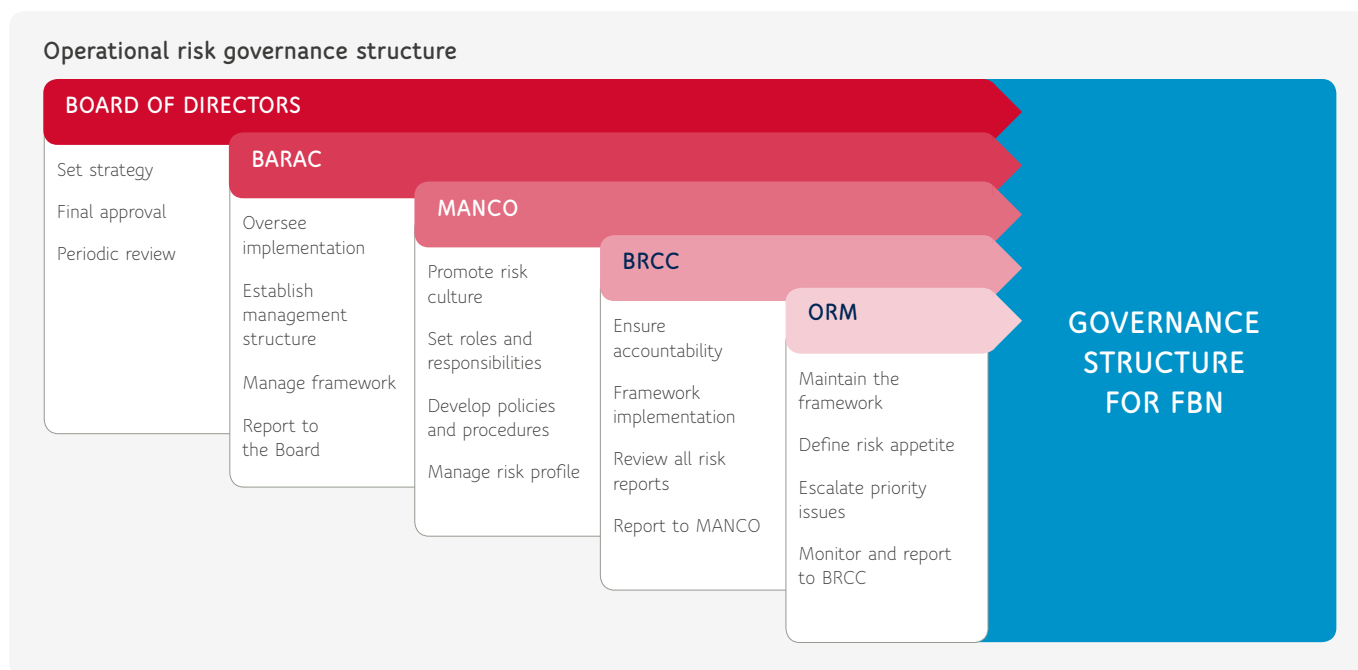 Operational risk governance structure
BOARD OF DIRECTORS
Set strategy
Final approval
Periodic review
BARAC
Oversee
implementation
Establish
management
structure
Manage framework
Report to
the Board
MANCO
Promote risk
culture
Set roles and
responsibilities
Develop policies
and procedures
Manage risk profile
BRCC
Ensure
accountability
Framework
implementation
Review all risk
reports
Report to MANCO
ORM
Maintain the
framework
Define risk appetite
Escalate priority
issues
Monitor and report
to BRCC
GOVERNANCE
STRUCTURE
FOR FBN